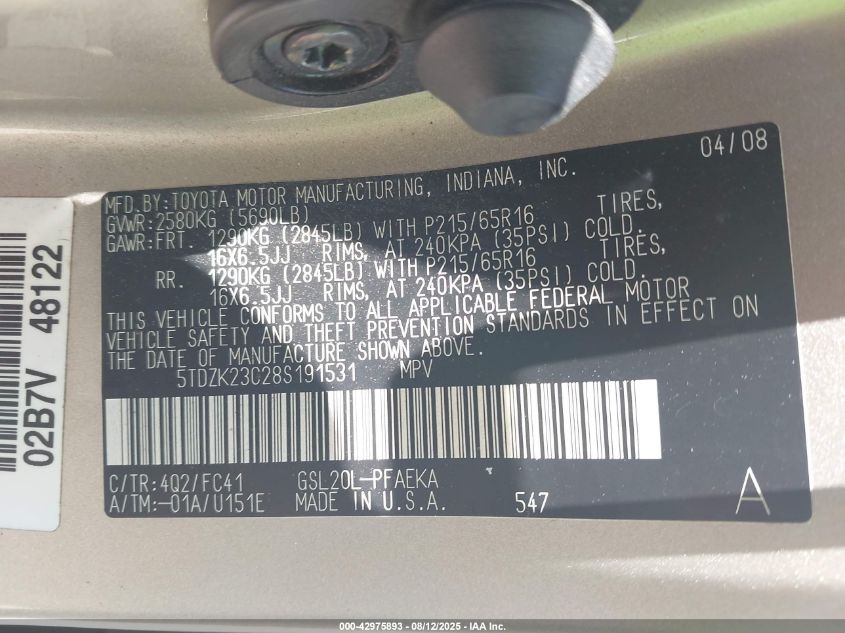 04/08
MFD.BY:TOYOTA MOTOR MANUFACTURING, INDIANA, INC.
GVWR:2580KG (5690LB)
GAWR:FRT. 1290KG (2845LB) WITH P215/65R16 TIRES,
16X6.5JJ RIMS, AT 240KPA (35PSI) COLD.
RR. 1290KG (2845LB) WITH P215/65R16 TIRES,
16X6.5JJ RIMS, AT 240KPA (35PSI) COLD.
THIS VEHICLE CONFORMS TO ALL APPLICABLE FEDERAL MOTOR
VEHICLE SAFETY AND THEFT PREVENTION STANDARDS IN EFFECT ON
THE DATE OF MANUFACTURE SHOWN ABOVE.
5TDZK23C28S191531 MPV
C/TR:4Q2/FC41 GSL20L-PFAEKA
A/TM:-01A/U151E MADE IN U.S.A. 547 A
02B7V 48122
000-42975893 - 08/12/2025 - IAA Inc.